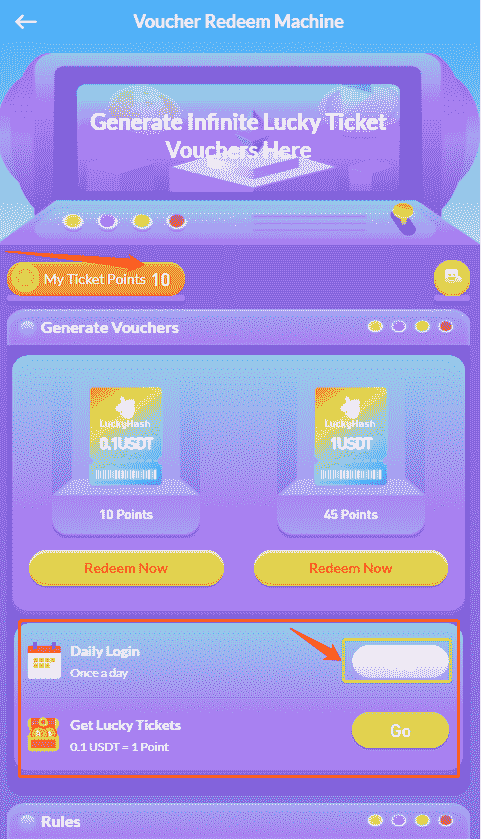 Voucher Redeem Machine
Generate Infinite Lucky Ticket
Vouchers Here
My Ticket Points 10
Generate Vouchers
LuckyHash
0.1USDT
LuckyHash
1USDT
10 Points
45 Points
Redeem Now
Redeem Now
Daily Login
Once a day
Get Lucky Tickets
0.1 USDT = 1 Point
Go
Rules